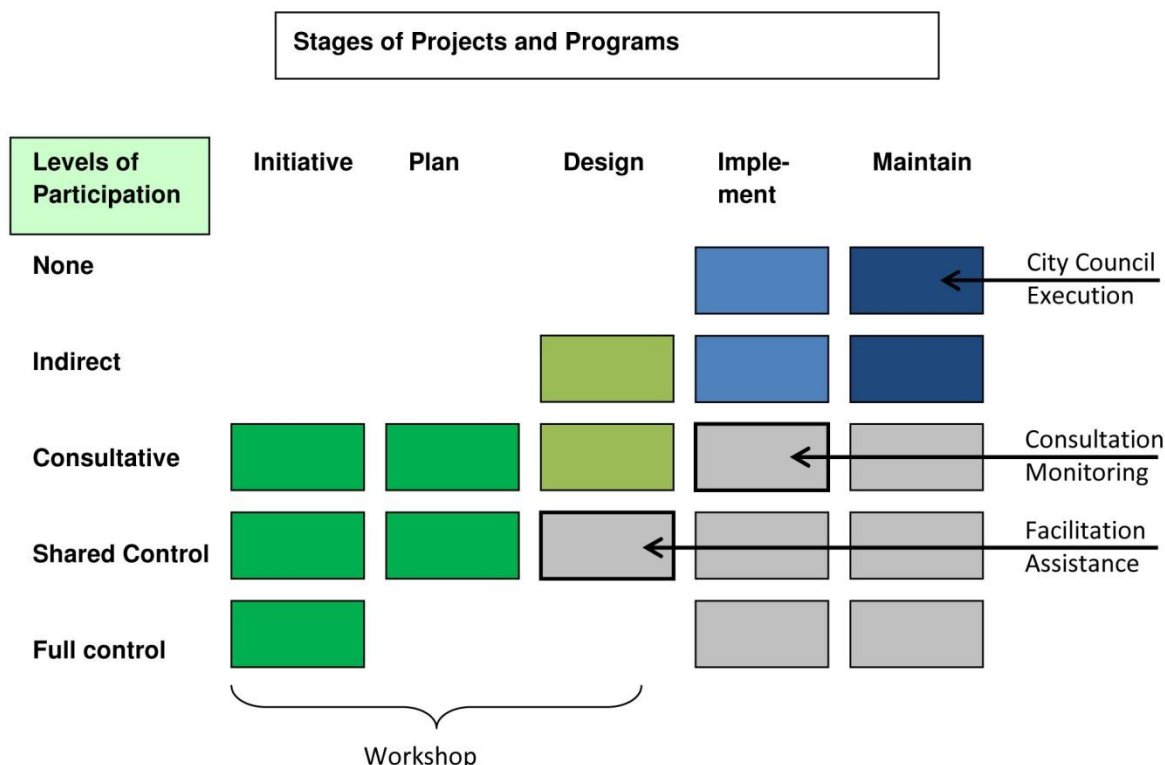 Stages of Projects and Programs
Levels of
Participation
Initiative
Plan
Design
Imple-
ment
Maintain
None
City Council
Execution
Indirect
Consultative
Consultation
Monitoring
Shared Control
Facilitation
Assistance
Full control
Workshop